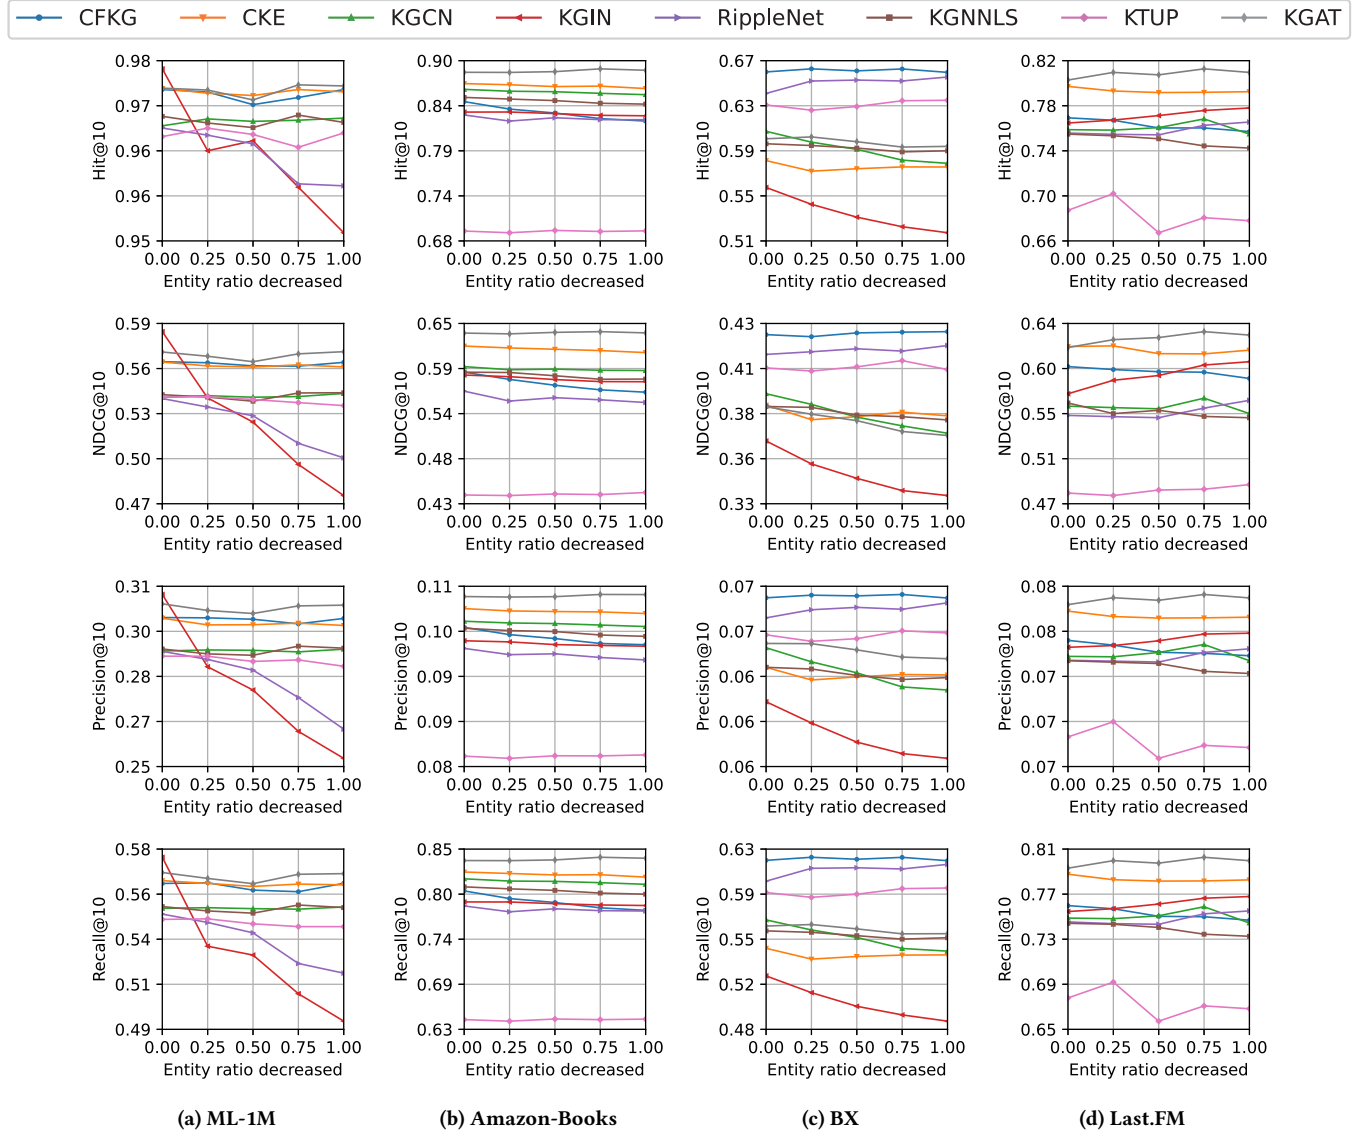 CFKG CKE KGCN KGIN RippleNet KGNNLS KTUP KGAT
0.98
0.97
0.96
0.96
0.95
Hit@10
0.00 0.25 0.50 0.75 1.00
Entity ratio decreased
0.90
0.84
0.79
0.74
0.68
Hit@10
0.00 0.25 0.50 0.75 1.00
Entity ratio decreased
0.67
0.63
0.59
0.55
0.51
Hit@10
0.00 0.25 0.50 0.75 1.00
Entity ratio decreased
0.82
0.78
0.74
0.70
0.66
Hit@10
0.00 0.25 0.50 0.75 1.00
Entity ratio decreased
0.59
0.56
0.53
0.50
0.47
NDCG@10
0.00 0.25 0.50 0.75 1.00
Entity ratio decreased
0.65
0.59
0.54
0.48
0.43
NDCG@10
0.00 0.25 0.50 0.75 1.00
Entity ratio decreased
0.43
0.41
0.38
0.36
0.33
NDCG@10
0.00 0.25 0.50 0.75 1.00
Entity ratio decreased
0.64
0.60
0.55
0.51
0.47
NDCG@10
0.00 0.25 0.50 0.75 1.00
Entity ratio decreased
0.31
0.30
0.28
0.27
0.25
Precision@10
0.00 0.25 0.50 0.75 1.00
Entity ratio decreased
0.11
0.10
0.09
0.09
0.08
Precision@10
0.00 0.25 0.50 0.75 1.00
Entity ratio decreased
0.07
0.07
0.06
0.06
0.06
Precision@10
0.00 0.25 0.50 0.75 1.00
Entity ratio decreased
0.08
0.08
0.08
0.07
0.07
Precision@10
0.00 0.25 0.50 0.75 1.00
Entity ratio decreased
0.58
0.56
0.54
0.51
0.49
Recall@10
0.00 0.25 0.50 0.75 1.00
Entity ratio decreased
0.85
0.80
0.74
0.69
0.63
Recall@10
0.00 0.25 0.50 0.75 1.00
Entity ratio decreased
0.63
0.59
0.55
0.52
0.48
Recall@10
0.00 0.25 0.50 0.75 1.00
Entity ratio decreased
0.81
0.77
0.73
0.69
0.65
Recall@10
0.00 0.25 0.50 0.75 1.00
Entity ratio decreased
(a) ML-1M
(b) Amazon-Books
(c) BX
(d) Last.FM